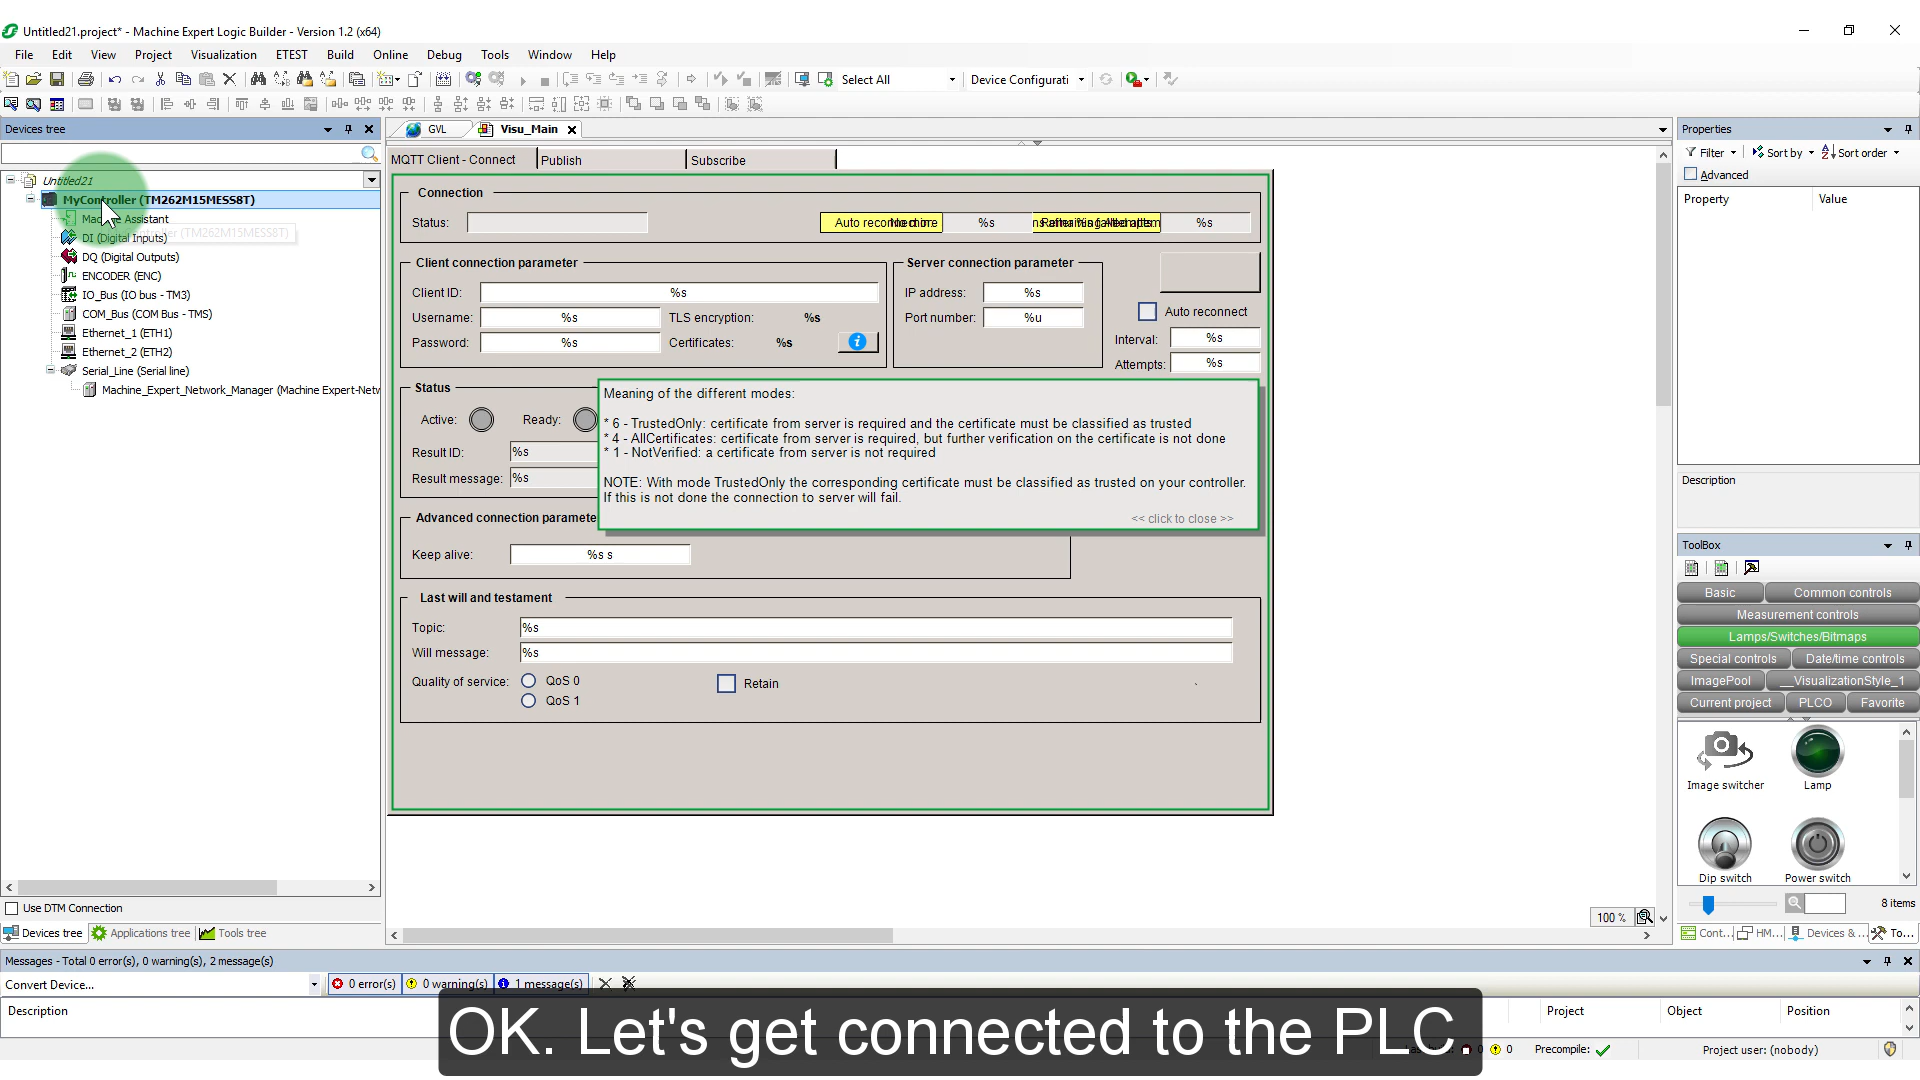 Untitled21.project* - Machine Expert Logic Builder - Version 1.2 (x64)
File Edit View Project Visualization ETEST Build Online Debug Tools Window Help
Select All
Device Configurati
Devices tree
Untitled21
MyController (TM262M15MESS8T)
Machine Assistant
DI (Digital Inputs)
DQ (Digital Outputs)
ENCODER (ENC)
IO_Bus (IO bus - TM3)
COM_Bus (COM Bus - TMS)
Ethernet_1 (ETH1)
Ethernet_2 (ETH2)
Serial_Line (Serial line)
Machine_Expert_Network_Manager (Machine Expert-Netw
Use DTM Connection
Devices tree Applications tree Tools tree
GVL Visu_Main
MQTT Client - Connect Publish Subscribe
Connection
Status: %s %s
Client connection parameter
Client ID: %s
Username: %s TLS encryption: %s
Password: %s Certificates: %s
Server connection parameter
IP address: %s
Port number: %u
Auto reconnect
Interval: %s
Attempts: %s
Status
Active: Ready:
Result ID: %s
Result message: %s
Meaning of the different modes:
* 6 - TrustedOnly: certificate from server is required and the certificate must be classified as trusted
* 4 - AllCertificates: certificate from server is required, but further verification on the certificate is not done
* 1 - NotVerified: a certificate from server is not required
NOTE: With mode TrustedOnly the corresponding certificate must be classified as trusted on your controller.
If this is not done the connection to server will fail.
<< click to close >>
Advanced connection paramete
Keep alive: %s s
Last will and testament
Topic: %s
Will message: %s
Quality of service: QoS 0 Retain
QoS 1
100 %
Properties
Filter Sort by Sort order
Advanced
Property Value
Description
ToolBox
Basic Common controls
Measurement controls
Lamps/Switches/Bitmaps
Special controls Date/time controls
ImagePool __VisualizationStyle_1
Current project PLCO Favorite
Image switcher Lamp
Dip switch Power switch
8 items
Cont... HM... Devices & ... To...
Messages - Total 0 error(s), 0 warning(s), 2 message(s)
Convert Device... 0 error(s) 0 warning(s) 1 message(s)
Description Project Object Position
OK. Let's get connected to the PLC
0 0 Precompile: Project user: (nobody)